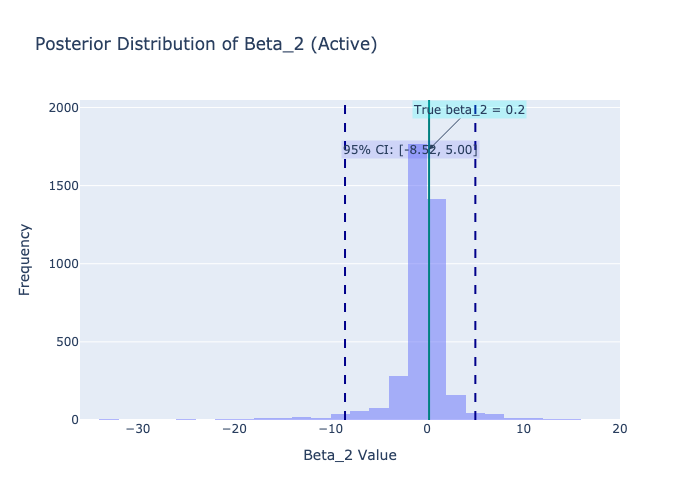 Posterior Distribution of Beta_2 (Active)
True beta_2 = 0.2
95% CI: [-8.52, 5.00]
2000
1500
1000
500
0
Frequency
−30
−20
−10
0
10
20
Beta_2 Value